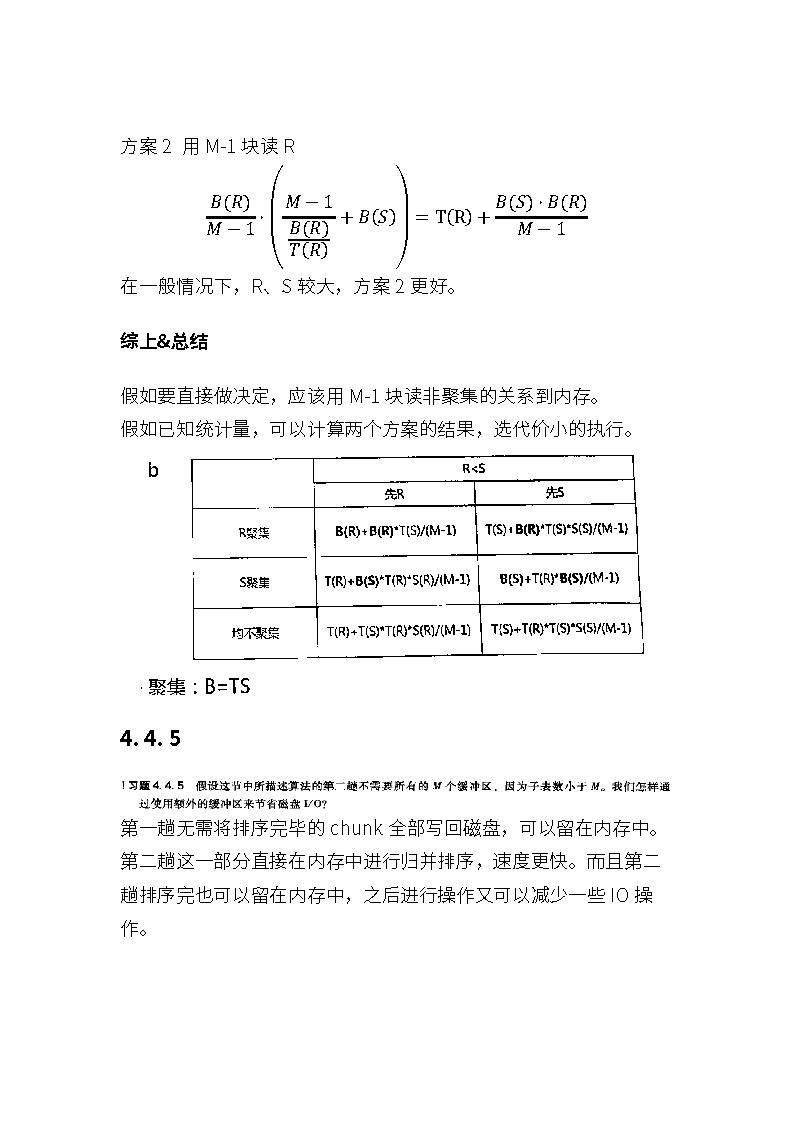 方案 2 用 M-1 块读 R
B(R)/(M − 1) · ((M − 1)/(B(R)/T(R)) + B(S)) = T(R) + B(S) · B(R)/(M − 1)
在一般情况下，R、S 较大，方案 2 更好。
综上&总结
假如要直接做决定，应该用 M-1 块读非聚集的关系到内存。
假如已知统计量，可以计算两个方案的结果，选代价小的执行。
b
R<S
先R 先S
R聚集 B(R)+B(R)*T(S)/(M-1) T(S)+B(R)*T(S)*S(S)/(M-1)
S聚集 T(R)+B(S)*T(R)*S(R)/(M-1) B(S)+T(R)*B(S)/(M-1)
均不聚集 T(R)+T(S)*T(R)*S(R)/(M-1) T(S)+T(R)*T(S)*S(S)/(M-1)
· 聚集：B=TS
4.4.5
! 习题 4.4.5 假设这节中所描述算法的第二趟不需要所有的 M 个缓冲区，因为子表数小于 M。我们怎样通
过使用额外的缓冲区来节省磁盘 I/O?
第一趟无需将排序完毕的 chunk 全部写回磁盘，可以留在内存中。
第二趟这一部分直接在内存中进行归并排序，速度更快。而且第二
趟排序完也可以留在内存中，之后进行操作又可以减少一些 IO 操
作。